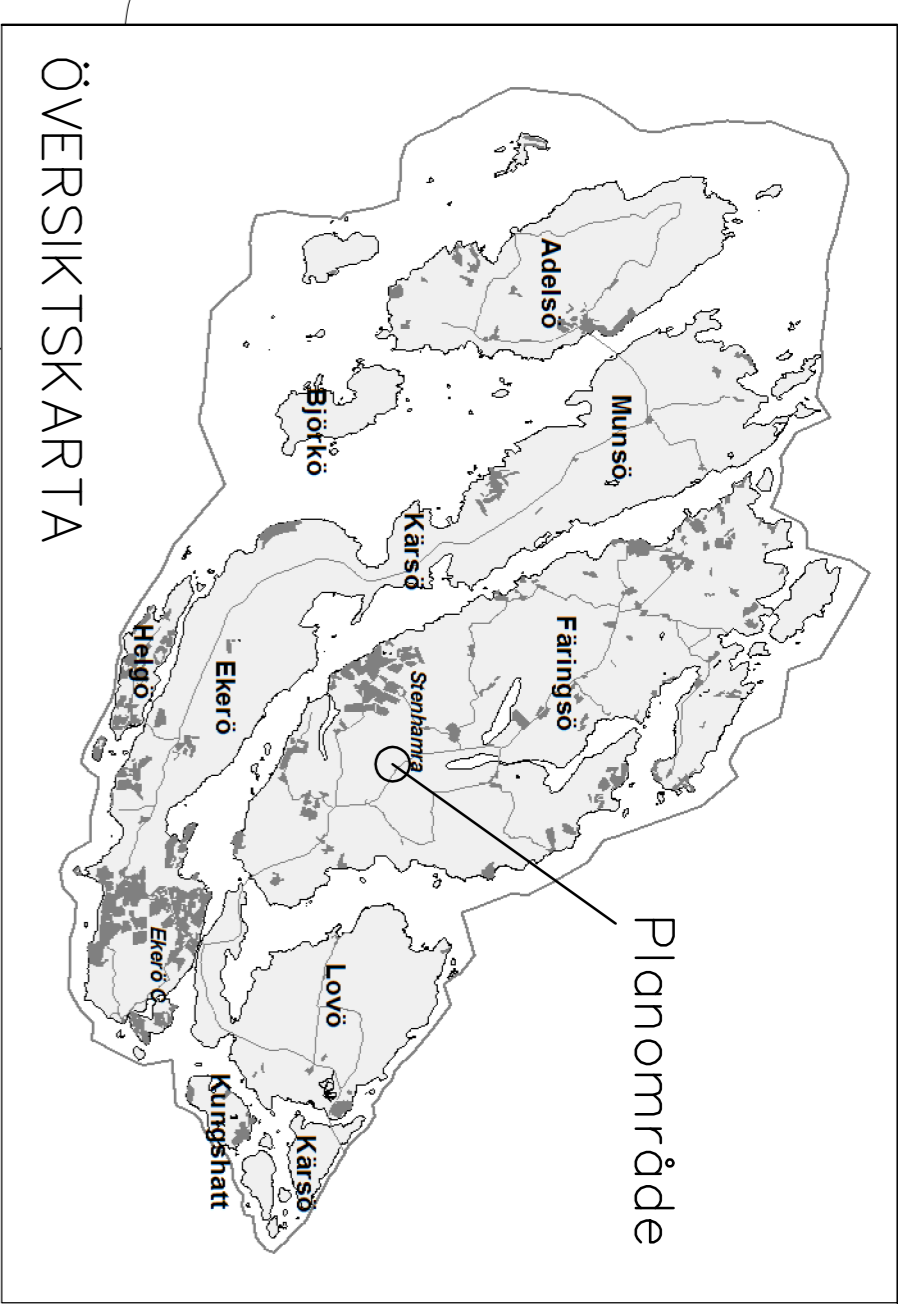 Planområde
Munsö
Färingsö
Adelsö
Stenhamra
Kärsö
Lovö
Björkö
Kärsö
Ekerö
Kungshatt
Ekerö C
Helgö
ÖVERSIKTSKARTA